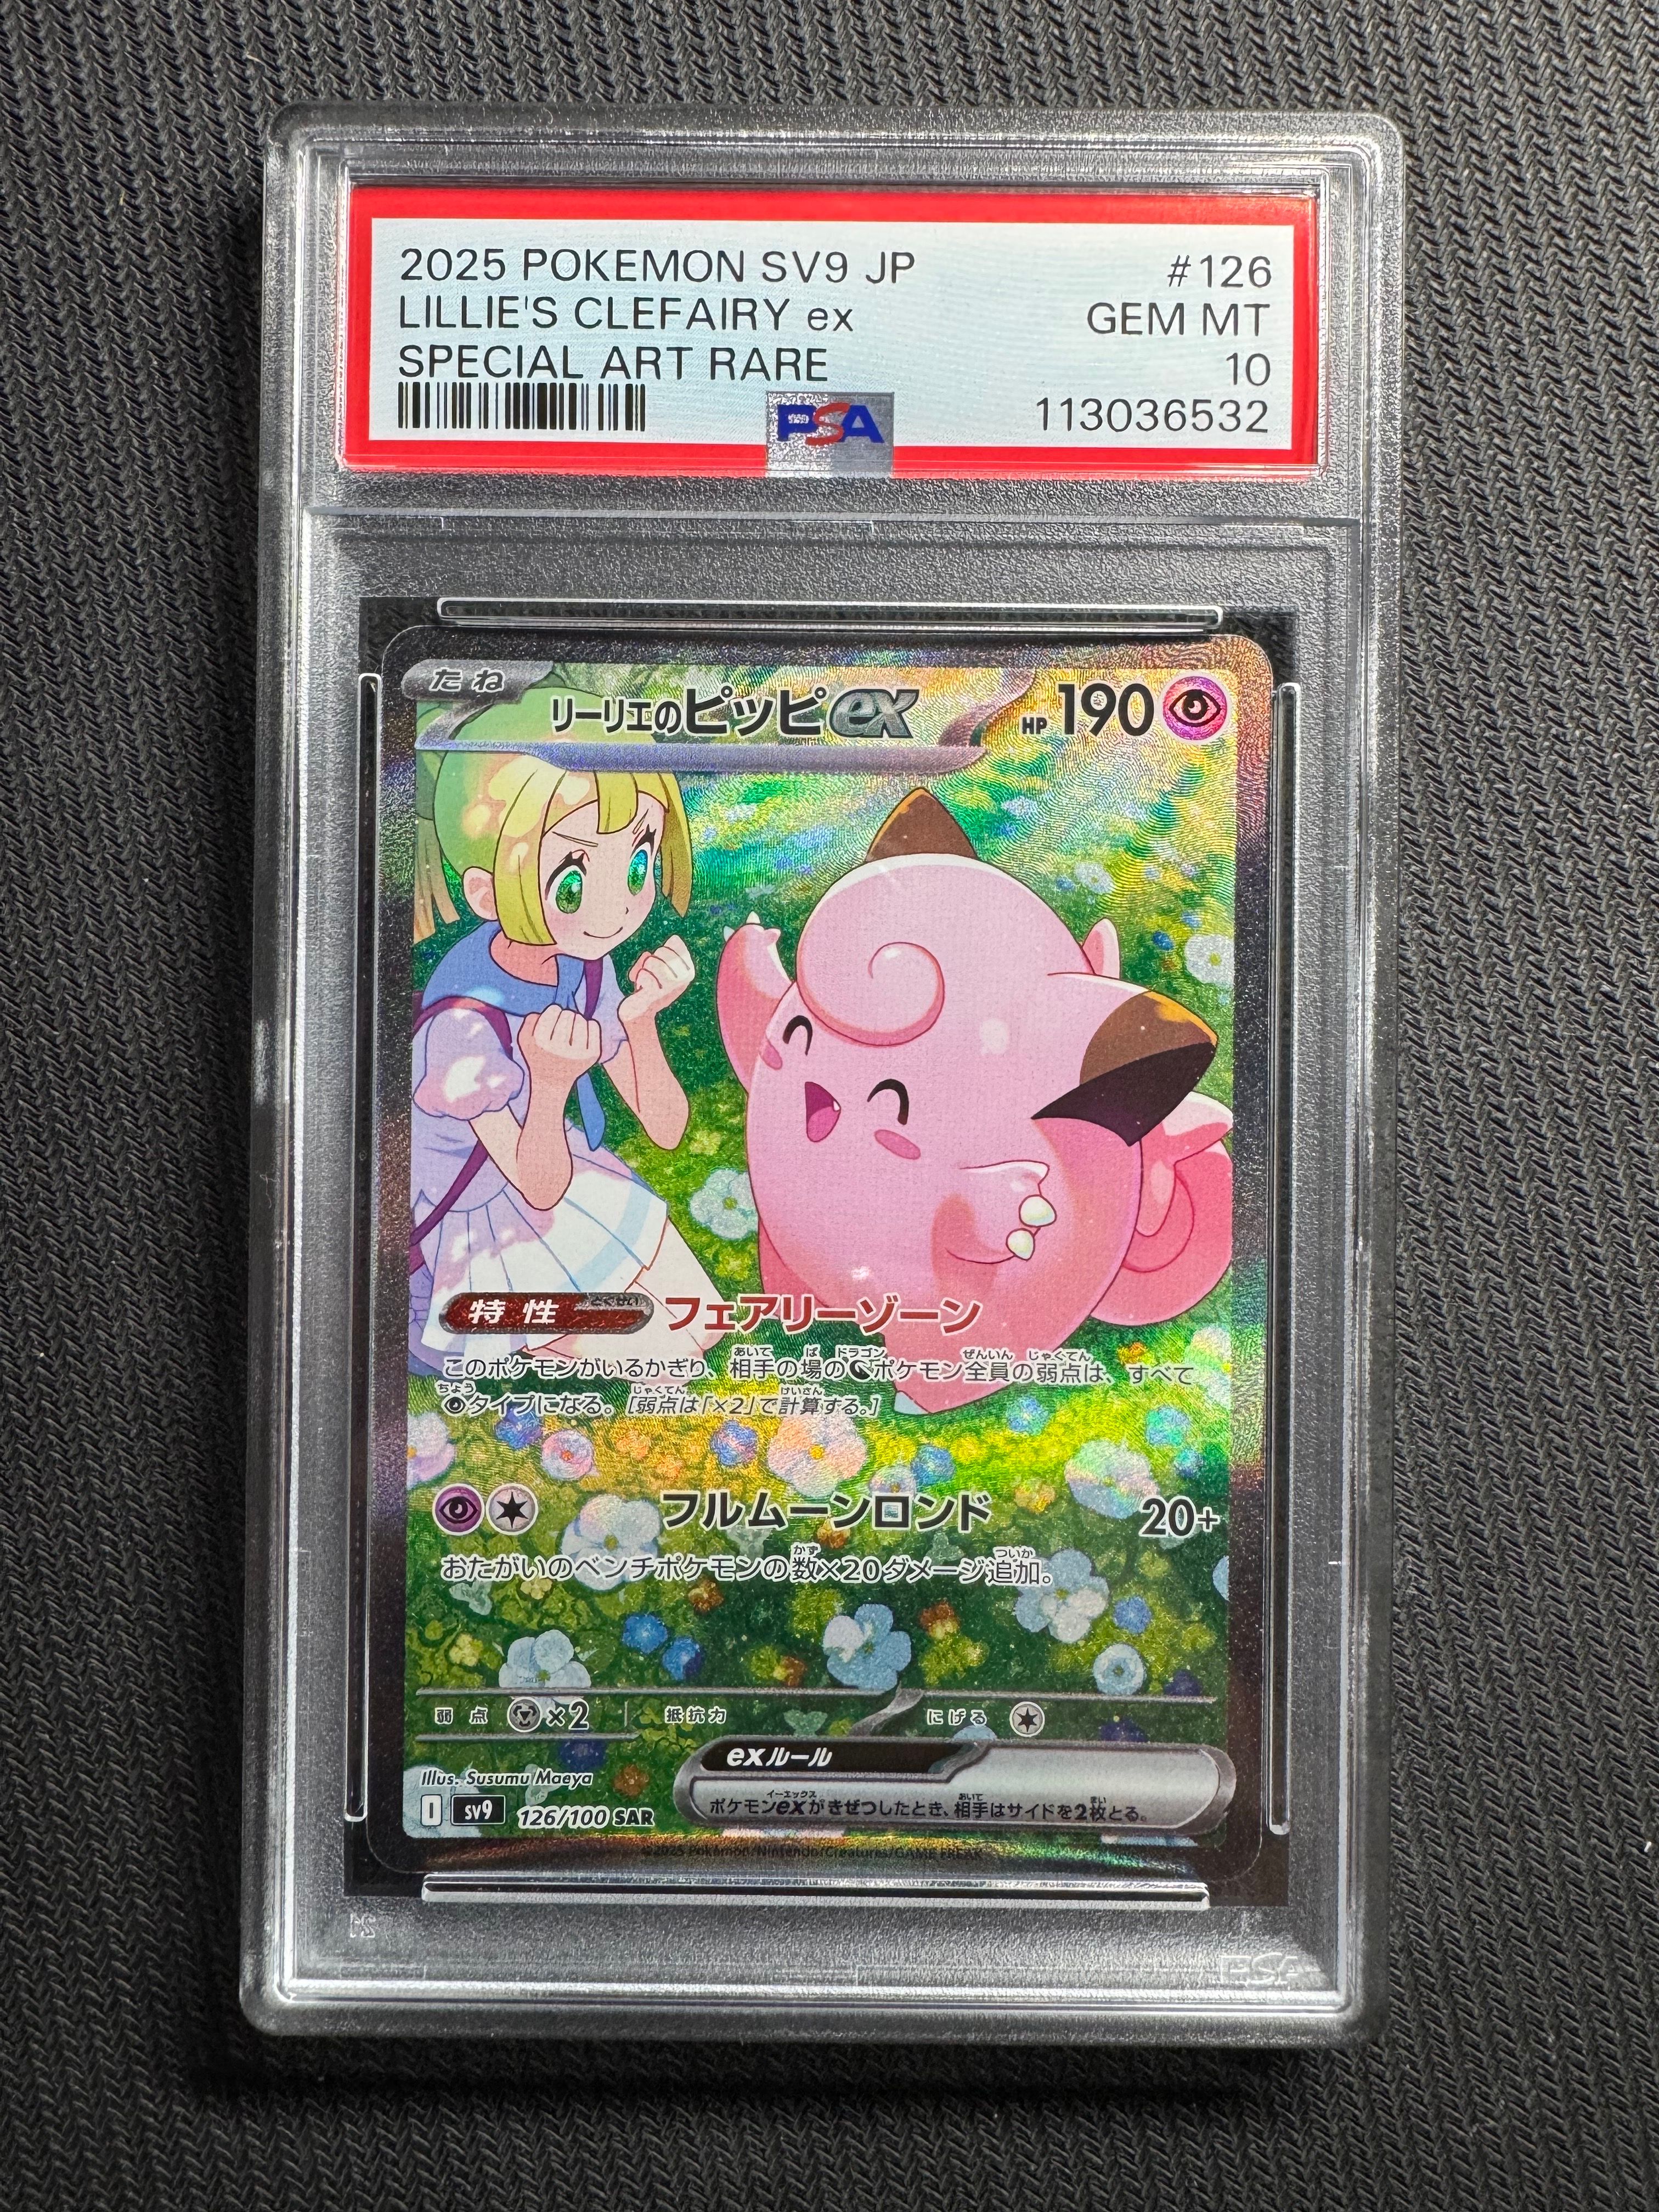 2025 POKEMON SV9 JP #126
LILLIE'S CLEFAIRY ex GEM MT
SPECIAL ART RARE 10
PSA 113036532
たね リーリエのピッピex HP 190
特性 フェアリーゾーン
このポケモンがいるかぎり、相手の場のポケモン全員の弱点は、すべて
超タイプになる。[弱点は「×2」で計算する。]
フルムーンロンド 20+
おたがいのベンチポケモンの数×20ダメージ追加。
弱点 ×2 抵抗力 にげる
exルール
ポケモンexがきぜつしたとき、相手はサイドを2枚とる。
Illus. Susumu Maeya
I sv9 126/100 SAR
©2025 Pokémon/Nintendo/Creatures/GAME FREAK
PSA